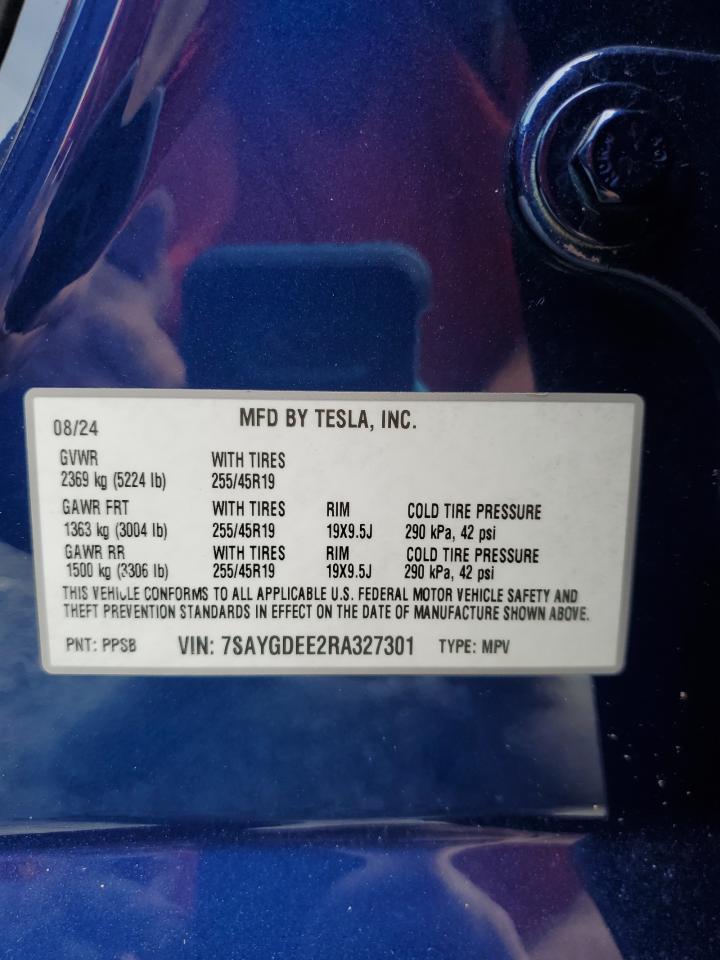 MFD BY TESLA, INC.
08/24
GVWR WITH TIRES
2369 kg (5224 lb) 255/45R19
GAWR FRT WITH TIRES RIM COLD TIRE PRESSURE
1363 kg (3004 lb) 255/45R19 19X9.5J 290 kPa, 42 psi
GAWR RR WITH TIRES RIM COLD TIRE PRESSURE
1500 kg (3306 lb) 255/45R19 19X9.5J 290 kPa, 42 psi
THIS VEHICLE CONFORMS TO ALL APPLICABLE U.S. FEDERAL MOTOR VEHICLE SAFETY AND
THEFT PREVENTION STANDARDS IN EFFECT ON THE DATE OF MANUFACTURE SHOWN ABOVE.
PNT: PPSB VIN: 7SAYGDEE2RA327301 TYPE: MPV